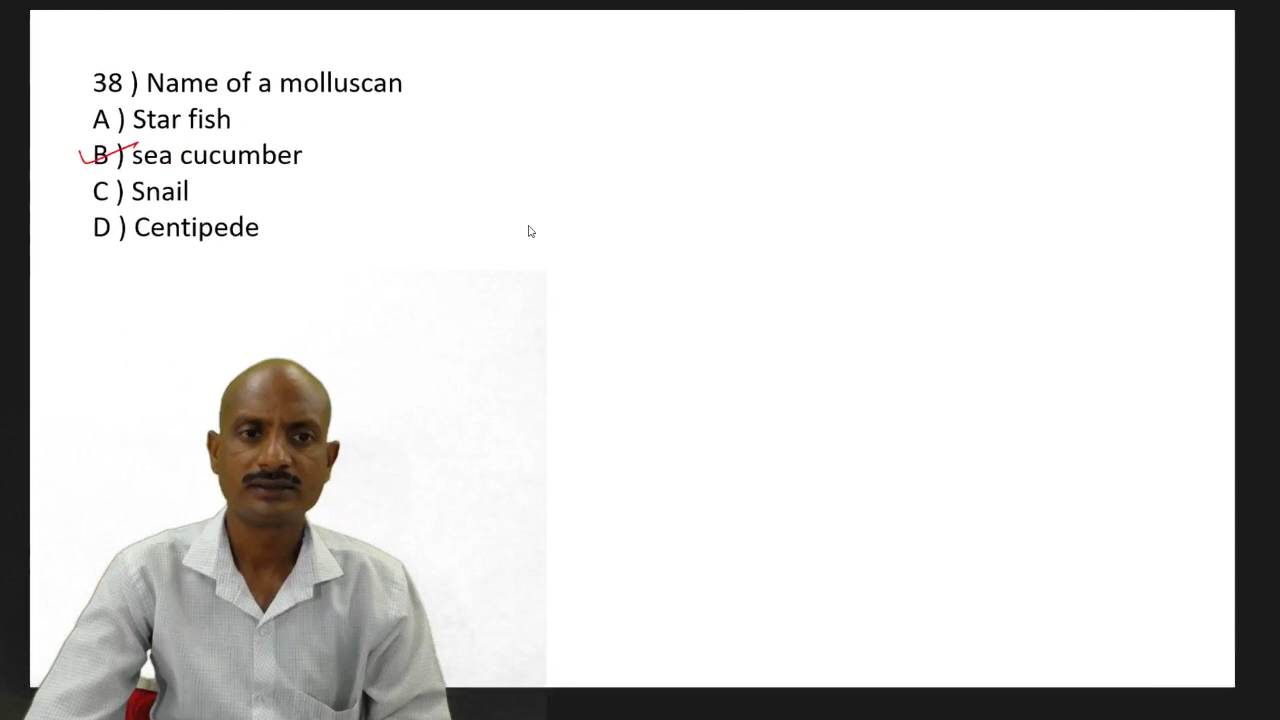 38 ) Name of a molluscan
A ) Star fish
B ) sea cucumber
C ) Snail
D ) Centipede